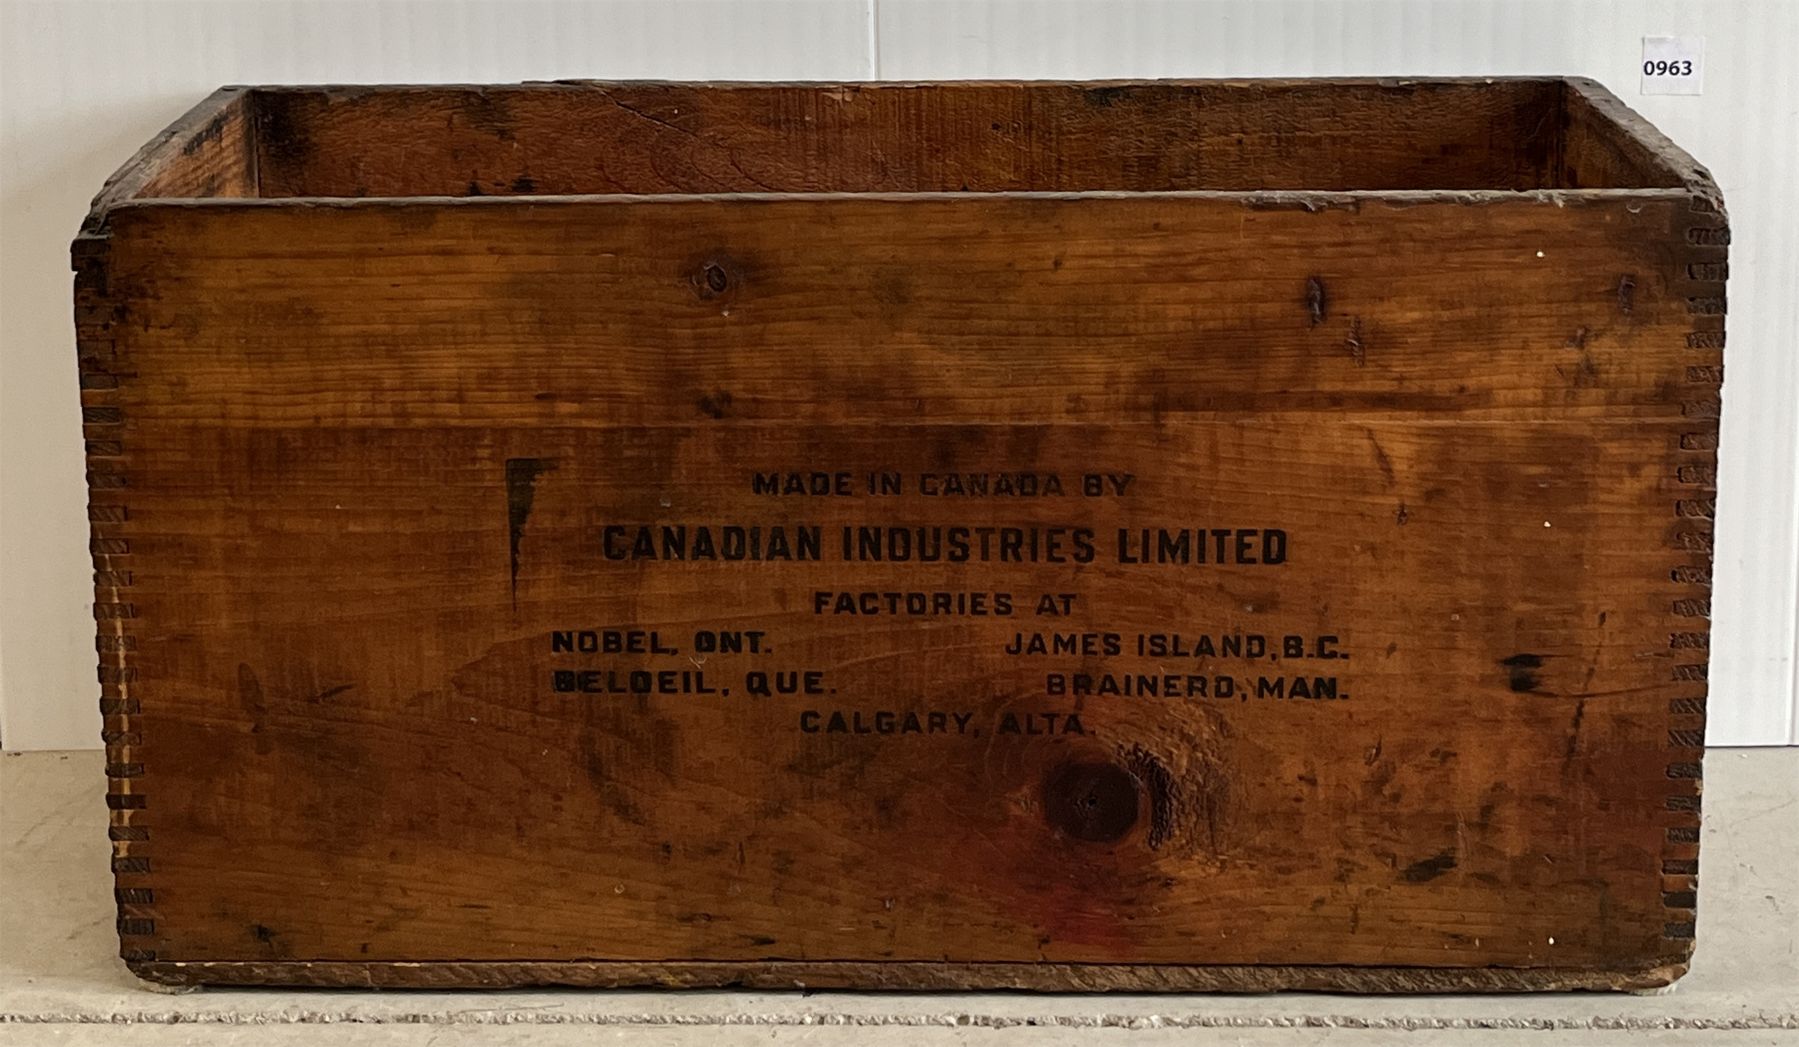 0963
MADE IN CANADA BY
CANADIAN INDUSTRIES LIMITED
FACTORIES AT
NOBEL, ONT. JAMES ISLAND, B.C.
BELOEIL, QUE. BRAINERD, MAN.
CALGARY, ALTA.